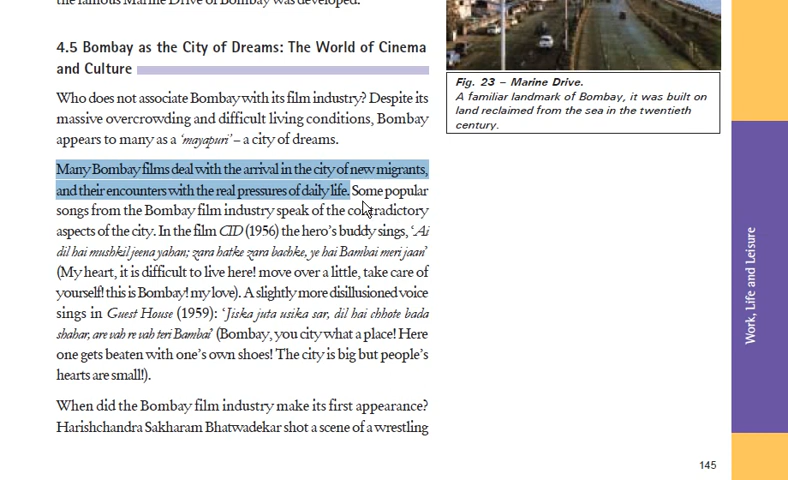 the famous Marine Drive of Bombay was developed.
4.5 Bombay as the City of Dreams: The World of Cinema
and Culture
Who does not associate Bombay with its film industry? Despite its
massive overcrowding and difficult living conditions, Bombay
appears to many as a ‘mayapuri’ – a city of dreams.
Many Bombay films deal with the arrival in the city of new migrants,
and their encounters with the real pressures of daily life. Some popular
songs from the Bombay film industry speak of the contradictory
aspects of the city. In the film CID (1956) the hero’s buddy sings, ‘Ai
dil hai mushkil jeena yahan; zara hatke zara bachke, ye hai Bambai meri jaan’
(My heart, it is difficult to live here! move over a little, take care of
yourself! this is Bombay! my love). A slightly more disillusioned voice
sings in Guest House (1959): ‘Jiska juta usika sar, dil hai chhote bada
shahar, are vah re vah teri Bambai’ (Bombay, you city what a place! Here
one gets beaten with one’s own shoes! The city is big but people’s
hearts are small!).
When did the Bombay film industry make its first appearance?
Harishchandra Sakharam Bhatwadekar shot a scene of a wrestling
Fig. 23 – Marine Drive.
A familiar landmark of Bombay, it was built on
land reclaimed from the sea in the twentieth
century.
Work, Life and Leisure
145